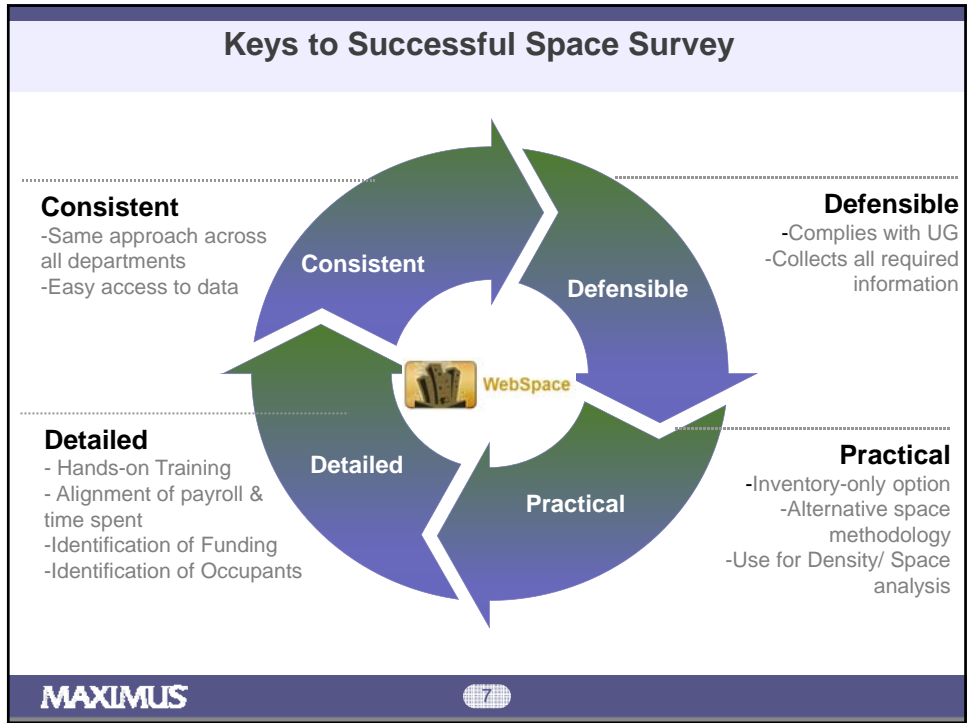 Keys to Successful Space Survey
Consistent
-Same approach across
all departments
-Easy access to data
Defensible
-Complies with UG
-Collects all required
information
Consistent
Defensible
WebSpace
Detailed
Practical
Detailed
- Hands-on Training
- Alignment of payroll &
time spent
-Identification of Funding
-Identification of Occupants
Practical
-Inventory-only option
-Alternative space
methodology
-Use for Density/ Space
analysis
MAXIMUS
7